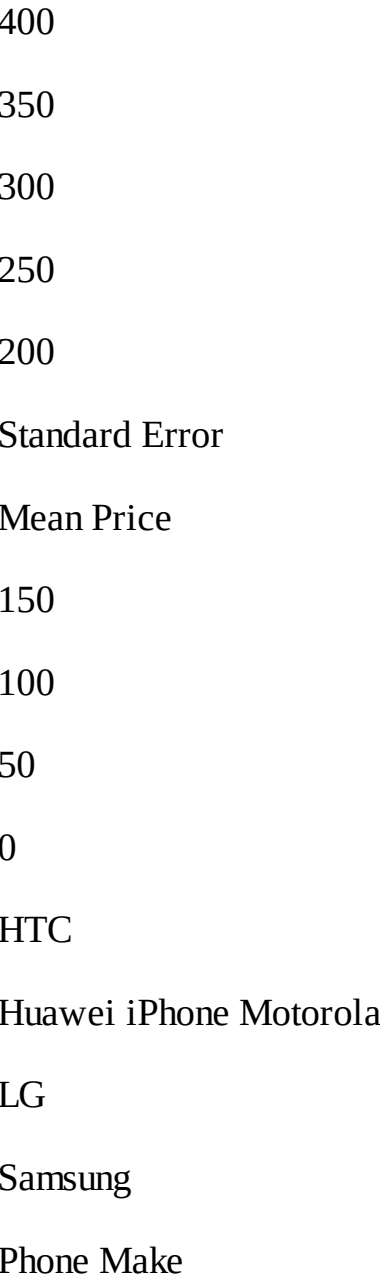 400
350
300
250
200
Standard Error
Mean Price
150
100
50
0
HTC
Huawei iPhone Motorola
LG
Samsung
Phone Make